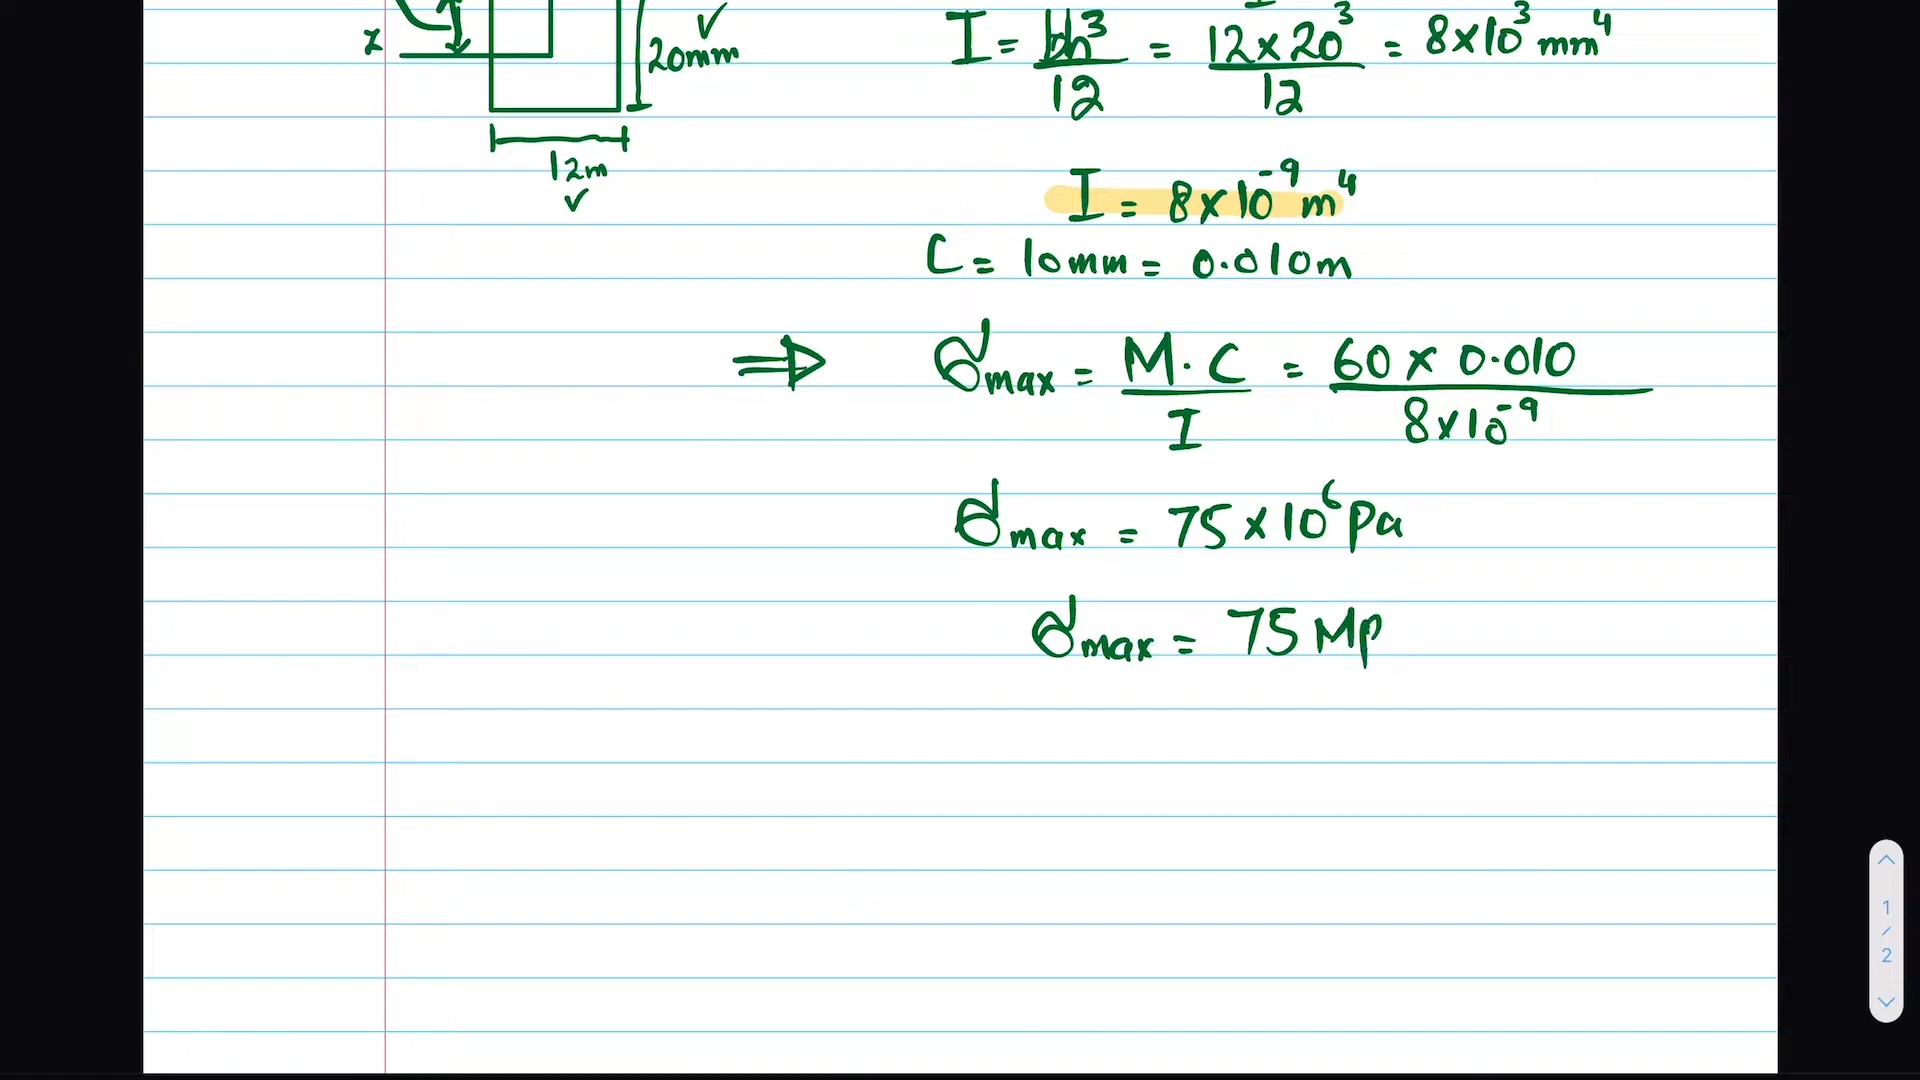 z
20mm
✓
12m
✓
I = bh³/12 = 12×20³/12 = 8×10³ mm⁴
I = 8×10⁻⁹ m⁴
C = 10mm = 0.010m
⇒ σmax = M·C/I = 60 × 0.010/8×10⁻⁹
σmax = 75×10⁶ Pa
σmax = 75 Mp
1
/
2